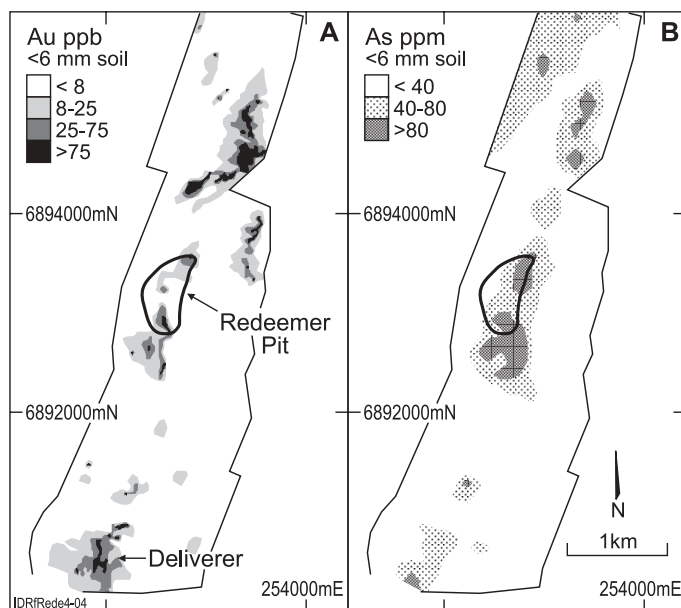 Au ppb
<6 mm soil
< 8
8-25
25-75
>75
A
6894000mN
Redeemer
Pit
6892000mN
Deliverer
254000mE
IDRfRede4-04
As ppm
<6 mm soil
< 40
40-80
>80
B
6894000mN
6892000mN
N
1km
254000mE